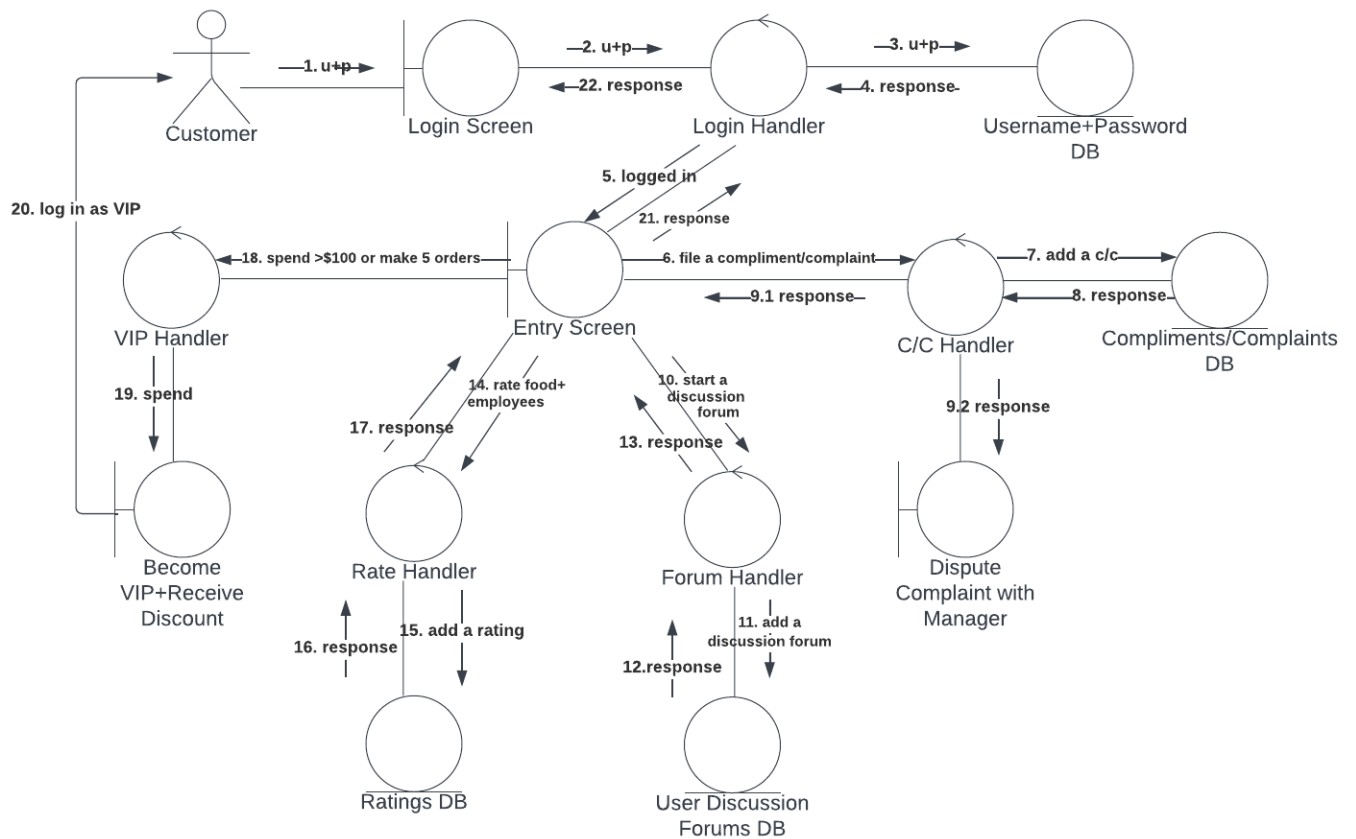 1. u+p
2. u+p
3. u+p
22. response
4. response
Customer
Login Screen
Login Handler
Username+Password
DB
5. logged in
20. log in as VIP
21. response
18. spend >$100 or make 5 orders
6. file a compliment/complaint
7. add a c/c
9.1 response
8. response
VIP Handler
Entry Screen
C/C Handler
Compliments/Complaints
DB
19. spend
14. rate food+
employees
10. start a
discussion
forum
9.2 response
17. response
13. response
Become
VIP+Receive
Discount
Rate Handler
Forum Handler
Dispute
Complaint with
Manager
16. response
15. add a rating
11. add a
discussion forum
12.response
Ratings DB
User Discussion
Forums DB